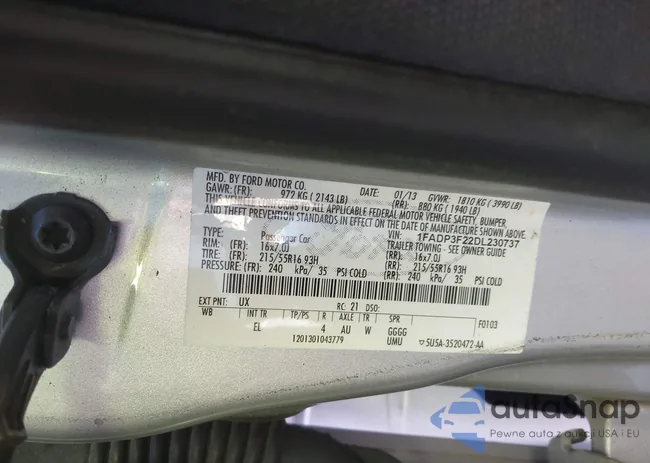 MFD. BY FORD MOTOR CO. DATE: 01/13 GVWR: 1810 KG (3990 LB)
GAWR: (FR): 972 KG (2143 LB) (RR): 880 KG (1940 LB)
THIS VEHICLE CONFORMS TO ALL APPLICABLE FEDERAL MOTOR VEHICLE SAFETY, BUMPER,
AND THEFT PREVENTION STANDARDS IN EFFECT ON THE DATE OF MANUFACTURE SHOWN ABOVE.
VIN: 1FADP3F22DL230737
TYPE: Passenger Car TRAILER TOWING - SEE OWNER GUIDE
RIM: (FR): 16x7.0J (RR): 16x7.0J
TIRE: (FR): 215/55R16 93H (RR): 215/55R16 93H
PRESSURE: (FR) 240 kPa/ 35 PSI COLD (RR) 240 kPa/ 35 PSI COLD
EXT PNT: UX RC: 21 DSO: F0103
WB INT TR TP/PS R AXLE TR SPR
EL 4 AU W GGGG
1201301043779 UMU 5U5A-3520472-AA
autoSnap
Pewne auta z aukcji USA i EU